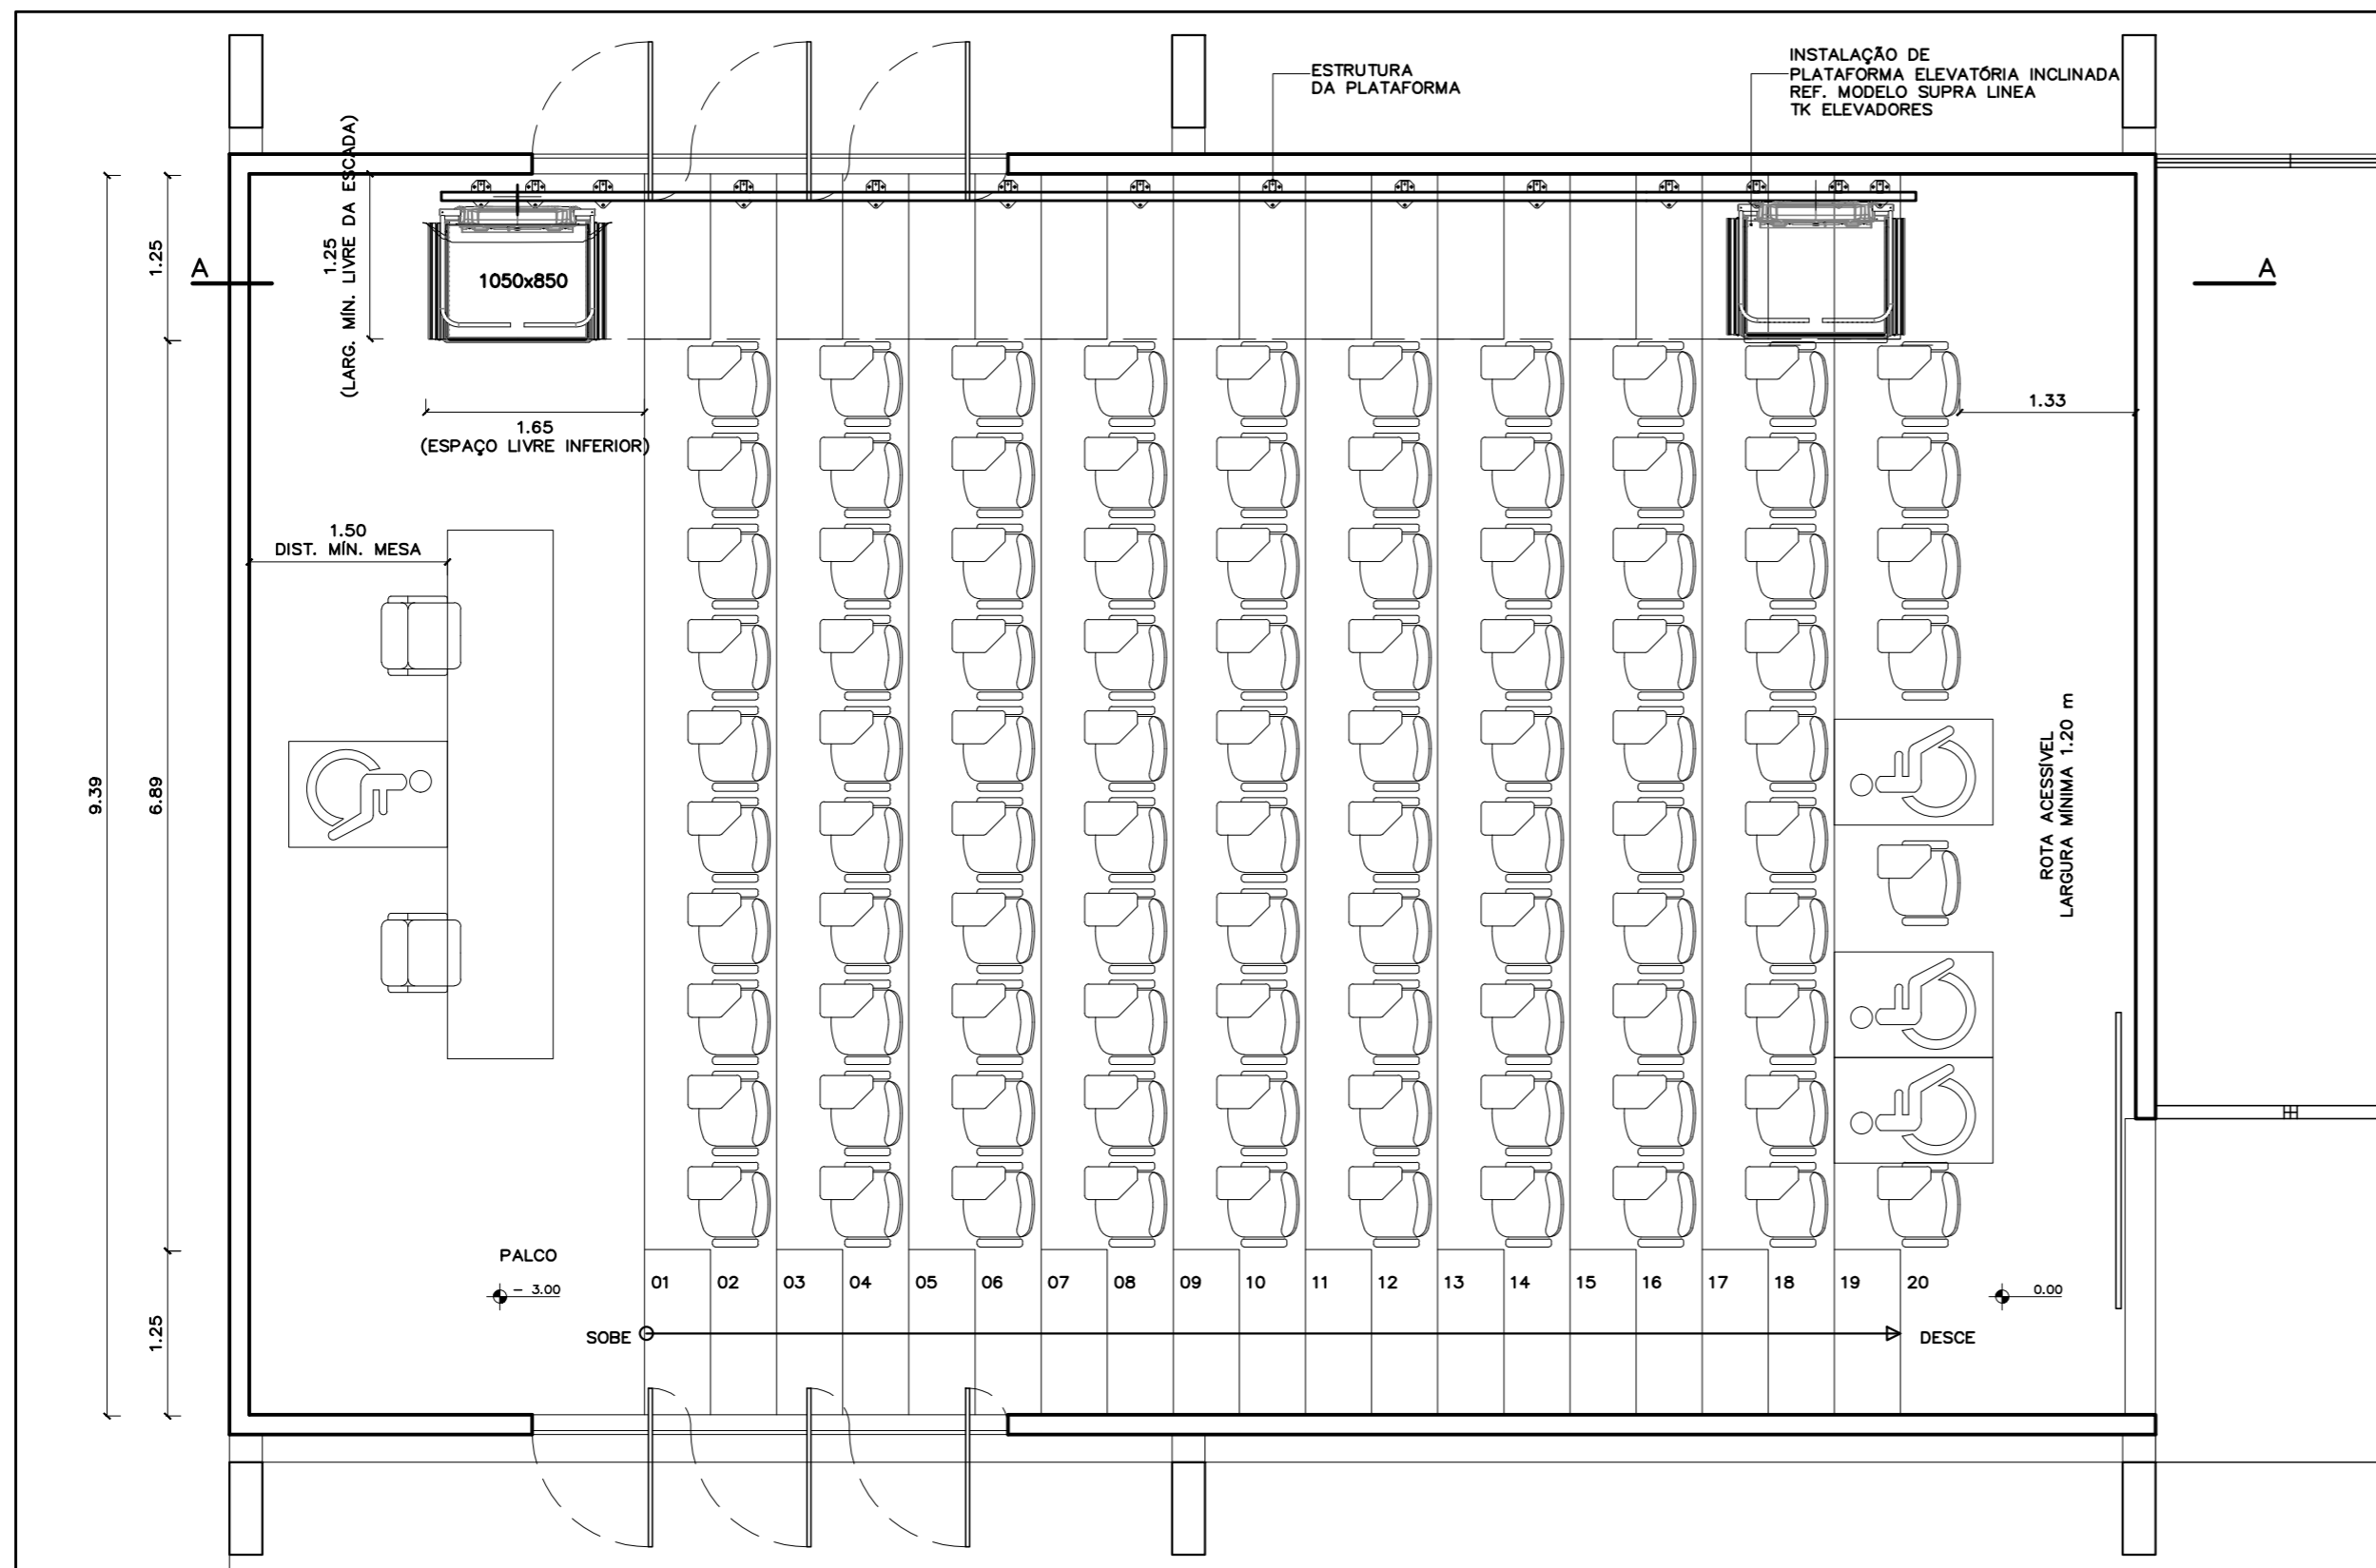 ESTRUTURA
DA PLATAFORMA
INSTALAÇÃO DE
PLATAFORMA ELEVATÓRIA INCLINADA
REF. MODELO SUPRA LINEA
TK ELEVADORES
1.25
1.25
(LARG. MÍN. LIVRE DA ESCADA)
A
1050x850
A
1.65
(ESPAÇO LIVRE INFERIOR)
1.33
1.50
DIST. MÍN. MESA
9.39
6.89
ROTA ACESSÍVEL
LARGURA MÍNIMA 1.20 m
PALCO
- 3.00
01 02 03 04 05 06 07 08 09 10 11 12 13 14 15 16 17 18 19 20
0.00
1.25
SOBE
DESCE